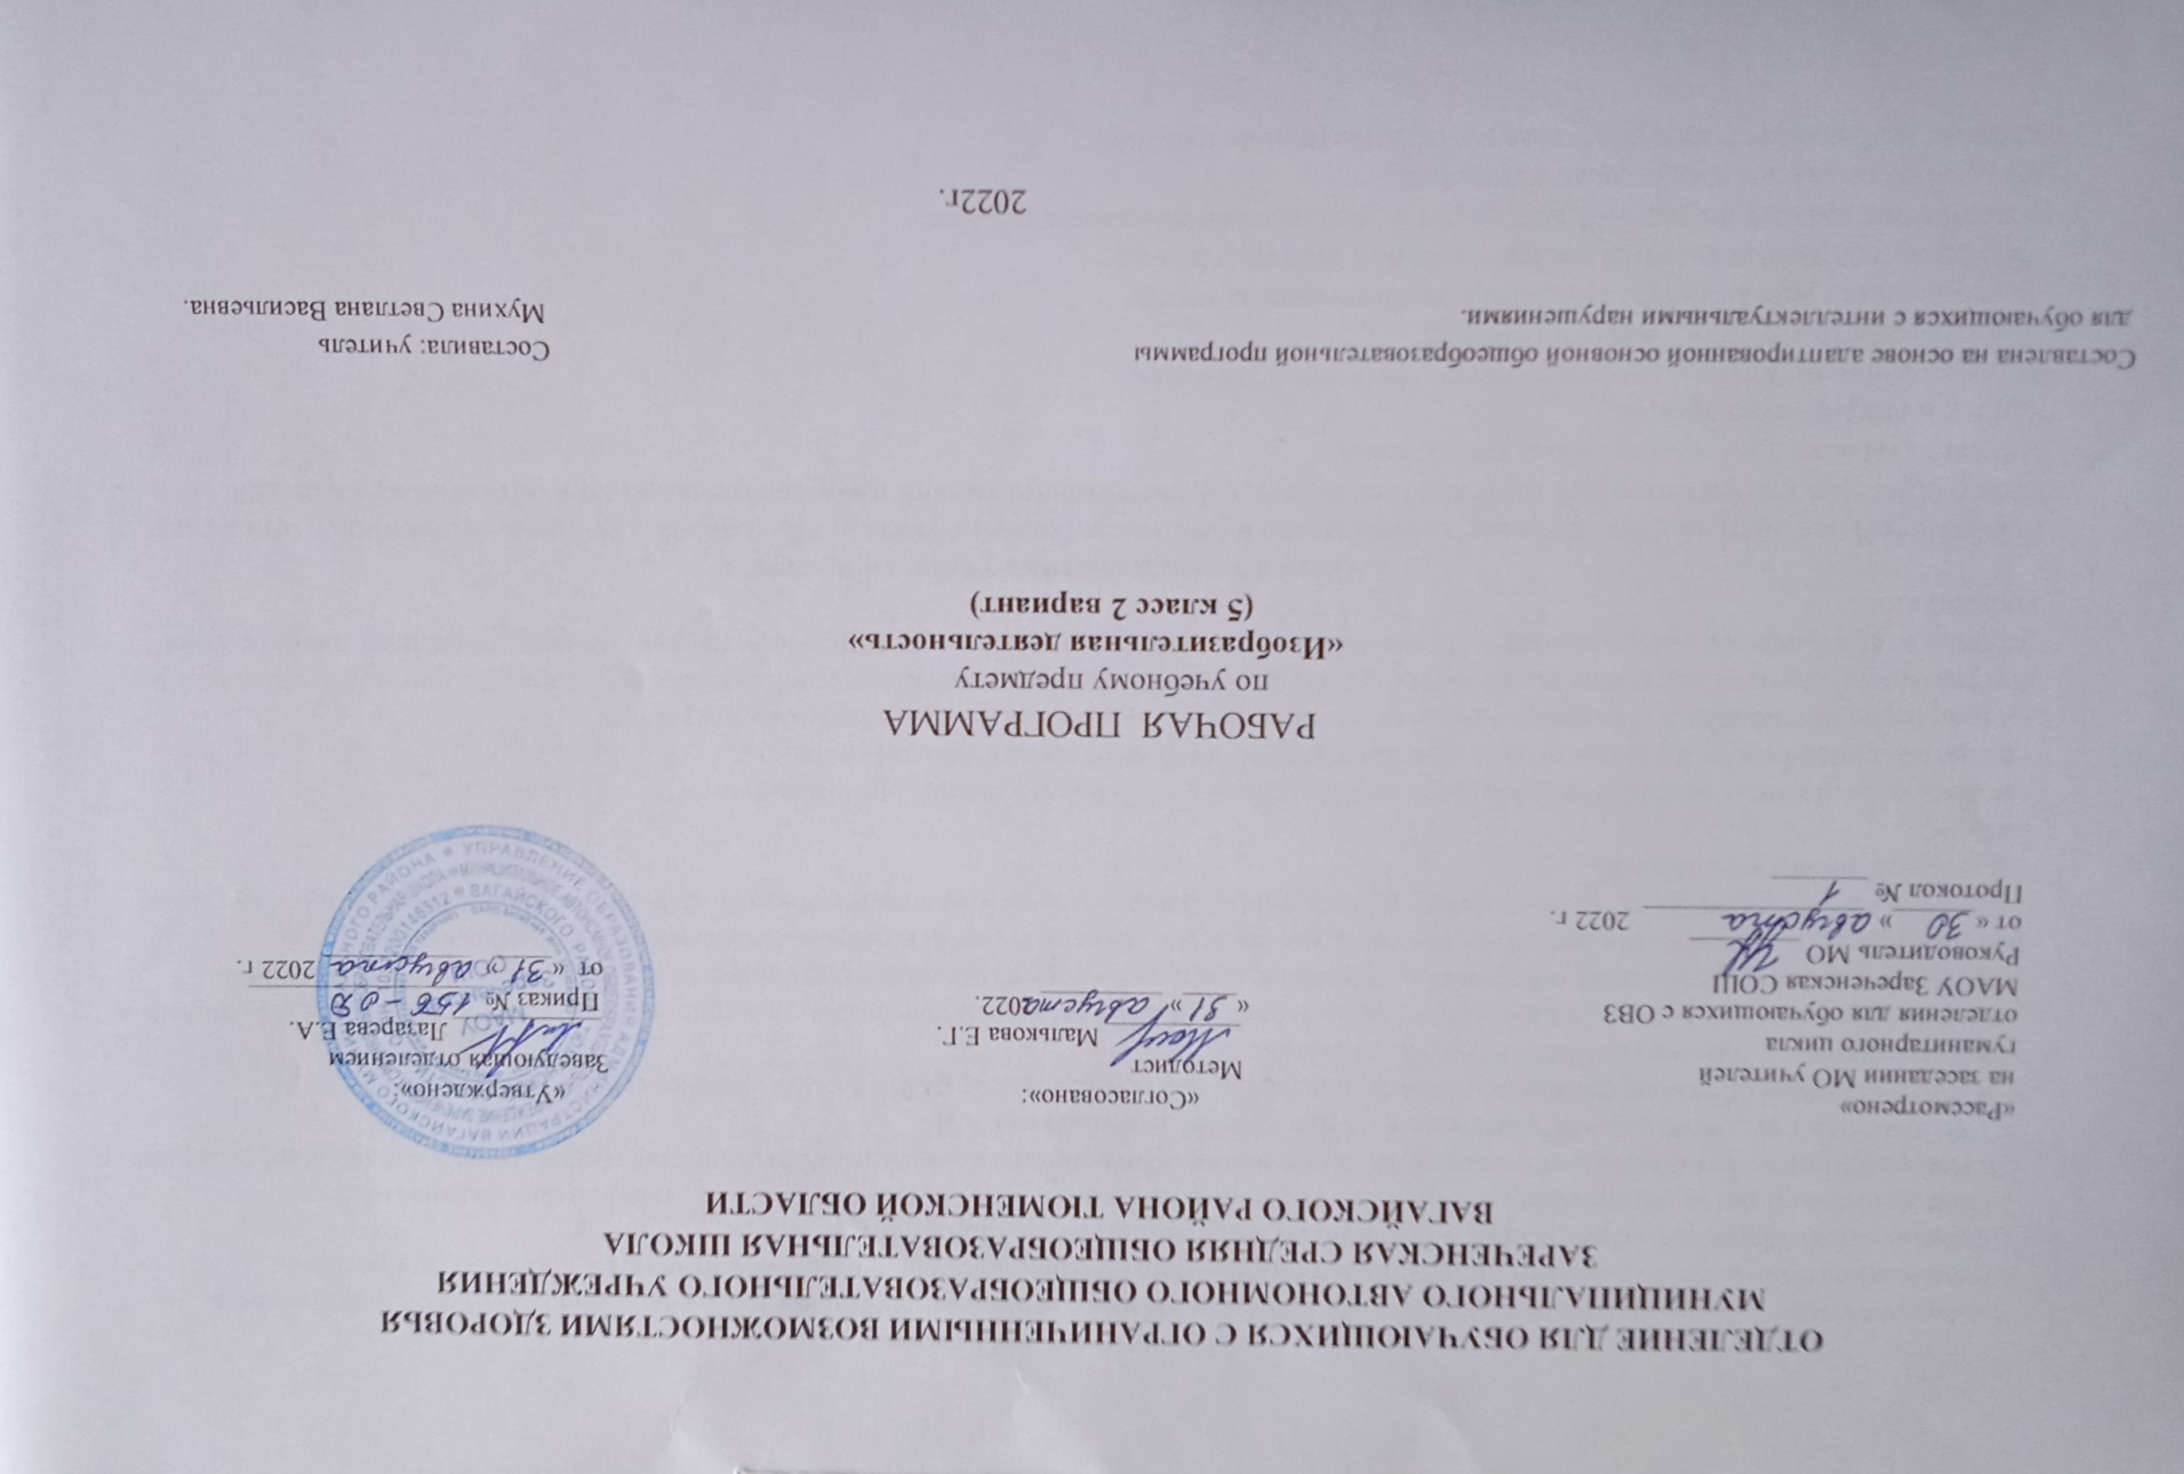 ОТДЕЛЕНИЕ ДЛЯ ОБУЧАЮЩИХСЯ С ОГРАНИЧЕННЫМИ ВОЗМОЖНОСТЯМИ ЗДОРОВЬЯ
МУНИЦИПАЛЬНОГО АВТОНОМНОГО ОБЩЕОБРАЗОВАТЕЛЬНОГО УЧРЕЖДЕНИЯ
ЗАРЕЧЕНСКАЯ СРЕДНЯЯ ОБЩЕОБРАЗОВАТЕЛЬНАЯ ШКОЛА
ВАГАЙСКОГО РАЙОНА ТЮМЕНСКОЙ ОБЛАСТИ
«Рассмотрено»
на заседании МО учителей
гуманитарного цикла
отделения для обучающихся с ОВЗ
МАОУ Зареченская СОШ
Руководитель МО
от « 30 » августа 2022 г.
Протокол № 1
«Согласовано»:
Методист
Малькова Е.Г.
« 31 » августа 2022.
«Утверждено»:
Заведующая отделением
Лазарева Е.А.
Приказ № 156-од
от « 31 » августа 2022 г.
РАБОЧАЯ ПРОГРАММА
по учебному предмету
«Изобразительная деятельность»
(5 класс 2 вариант)
Составлена на основе адаптированной основной общеобразовательной программы
для обучающихся с интеллектуальными нарушениями.
Составила: учитель
Мухина Светлана Васильевна.
2022г.